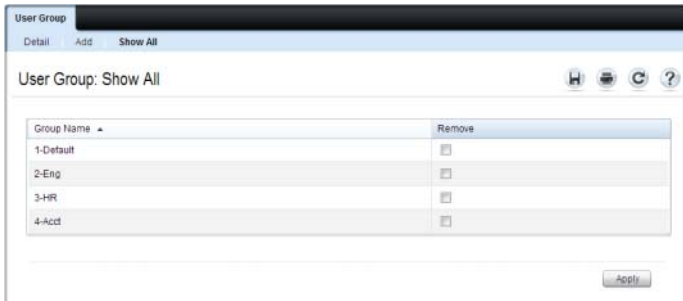 User Group
Detail Add Show All
User Group: Show All
?
Group Name Remove
1-Default
2-Eng
3-HR
4-Acct
Apply